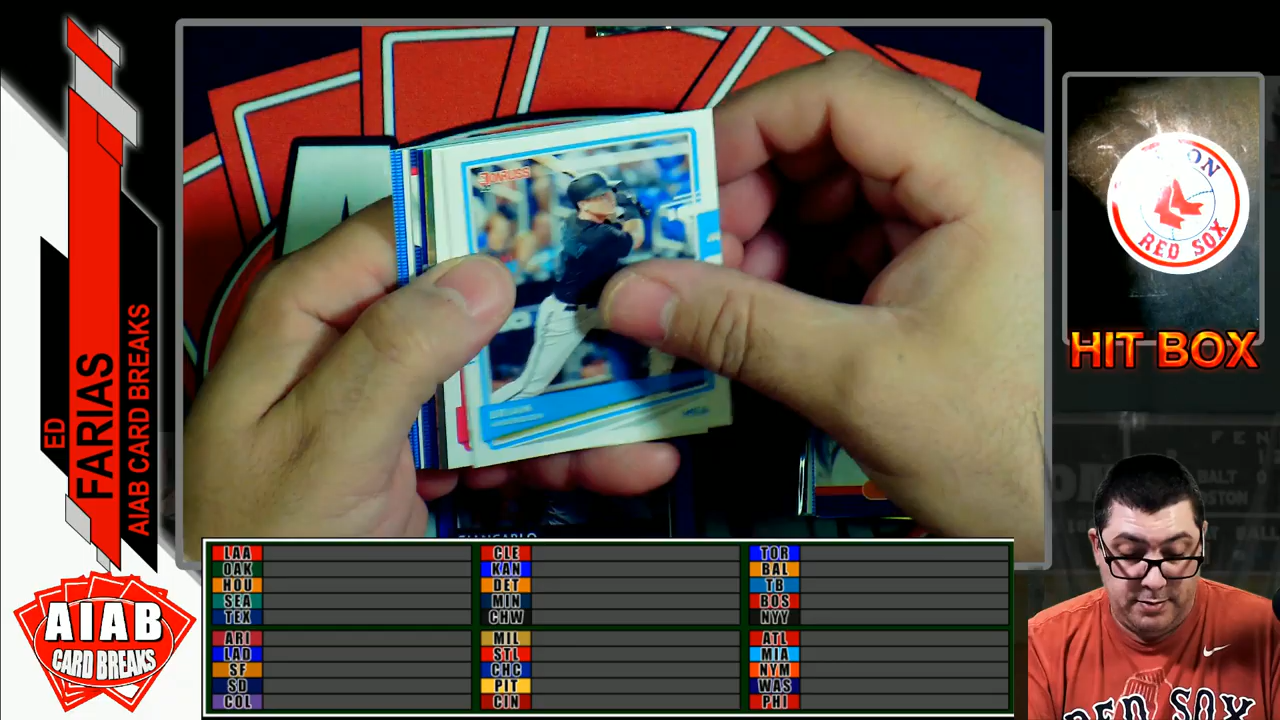 ED
FARIAS
AIAB CARD BREAKS
AIAB
CARD BREAKS
DONRUSS
GIANCARLO
RED SOX
HIT BOX
RED SOX
LAA
OAK
HOU
SEA
TEX
ARI
LAD
SF
SD
COL
CLE
KAN
DET
MIN
CHW
MIL
STL
CHC
PIT
CIN
TOR
BAL
TB
BOS
NYY
ATL
MIA
NYM
WAS
PHI